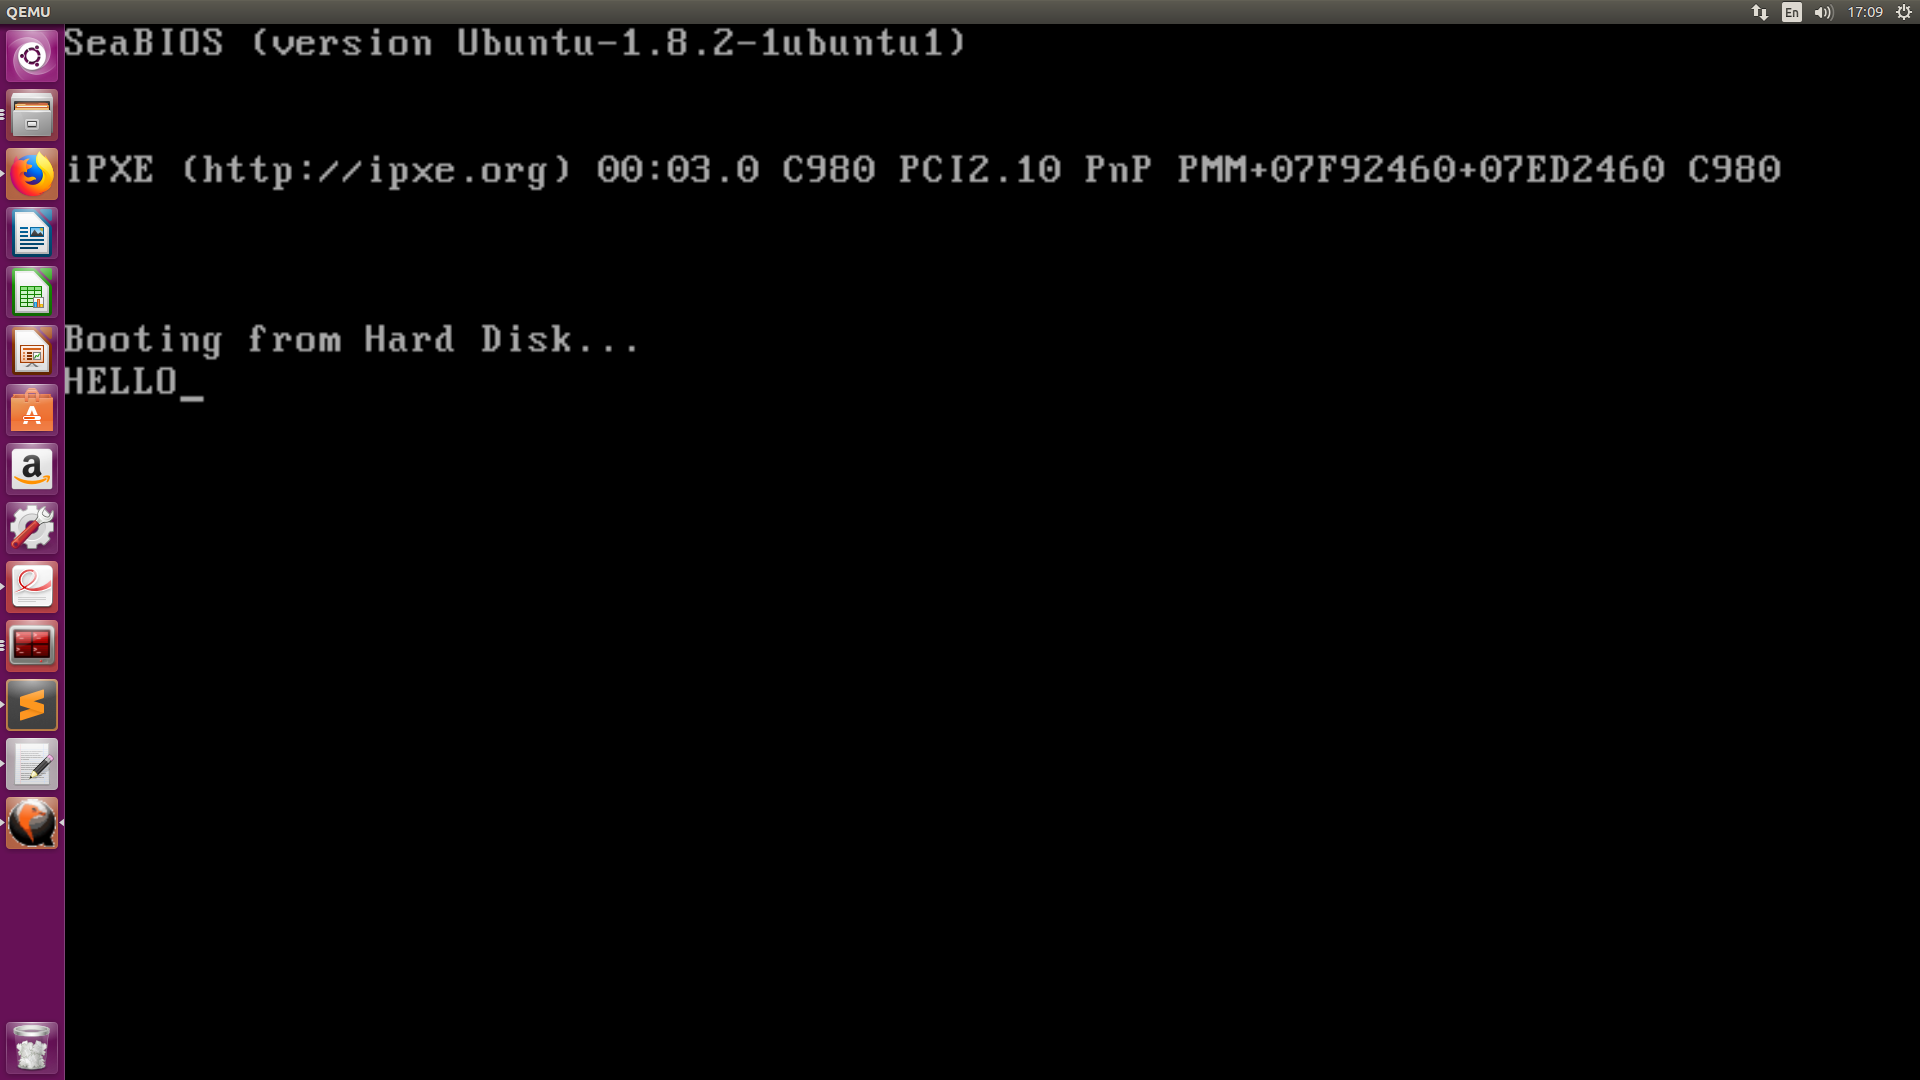 QEMU
En
17:09
SeaBIOS (version Ubuntu-1.8.2-1ubuntu1)
iPXE (http://ipxe.org) 00:03.0 C980 PCI2.10 PnP PMM+07F92460+07ED2460 C980
Booting from Hard Disk...
HELLO_